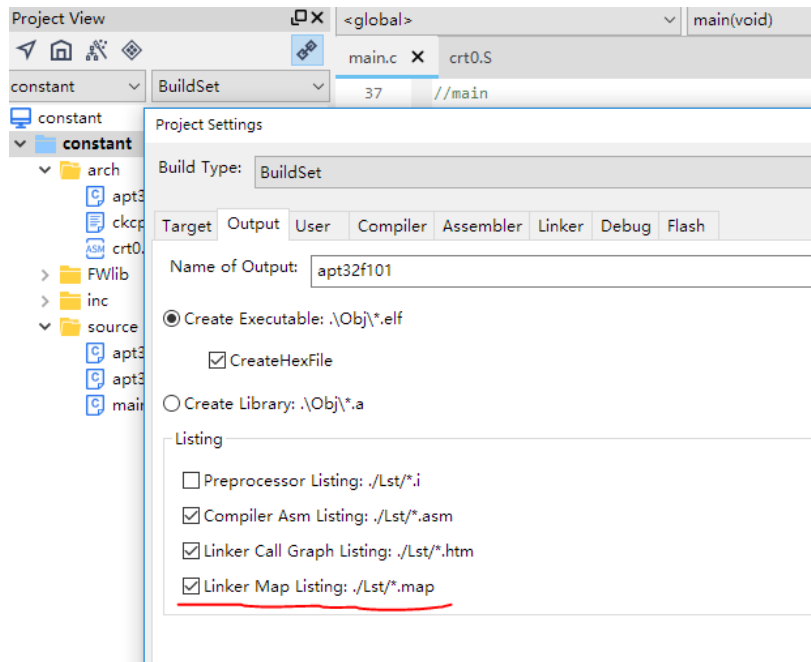 Project View
<global>
main(void)
main.c
crt0.S
constant
BuildSet
37 //main
constant
constant
arch
apt3
ckcp
crt0.
FWlib
inc
source
apt3
apt3
main
Project Settings
Build Type: BuildSet
Target Output User Compiler Assembler Linker Debug Flash
Name of Output: apt32f101
Create Executable: .\Obj\*.elf
CreateHexFile
Create Library: .\Obj\*.a
Listing
Preprocessor Listing: ./Lst/*.i
Compiler Asm Listing: ./Lst/*.asm
Linker Call Graph Listing: ./Lst/*.htm
Linker Map Listing: ./Lst/*.map